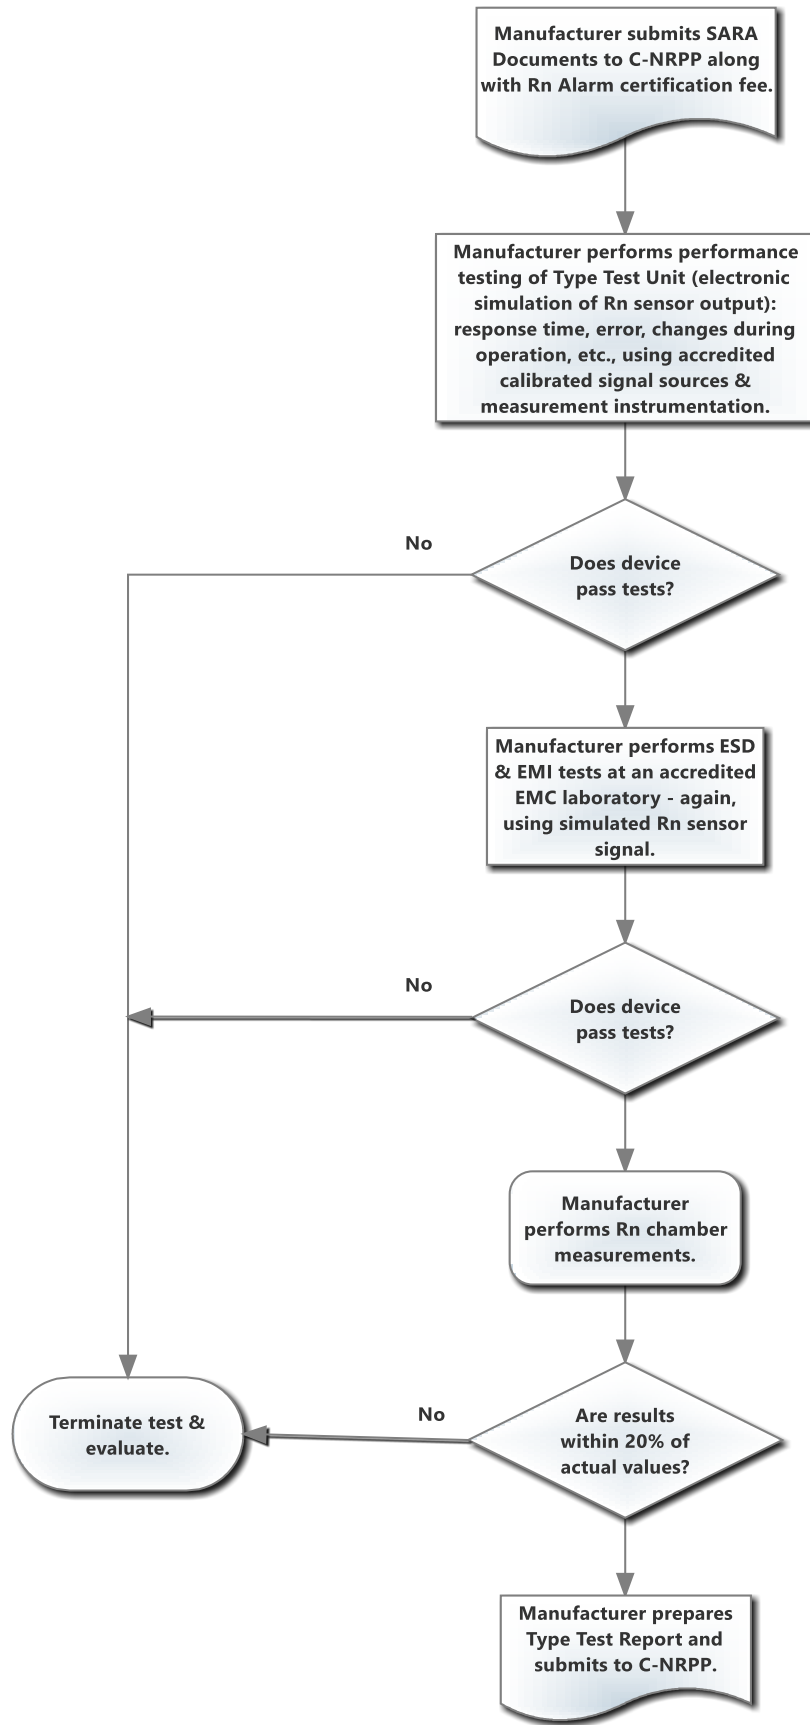 Manufacturer submits SARA
Documents to C-NRPP along
with Rn Alarm certification fee.
Manufacturer performs performance
testing of Type Test Unit (electronic
simulation of Rn sensor output):
response time, error, changes during
operation, etc., using accredited
calibrated signal sources &
measurement instrumentation.
No
Does device
pass tests?
Manufacturer performs ESD
& EMI tests at an accredited
EMC laboratory - again,
using simulated Rn sensor
signal.
No
Does device
pass tests?
Manufacturer
performs Rn chamber
measurements.
Terminate test &
evaluate.
No
Are results
within 20% of
actual values?
Manufacturer prepares
Type Test Report and
submits to C-NRPP.